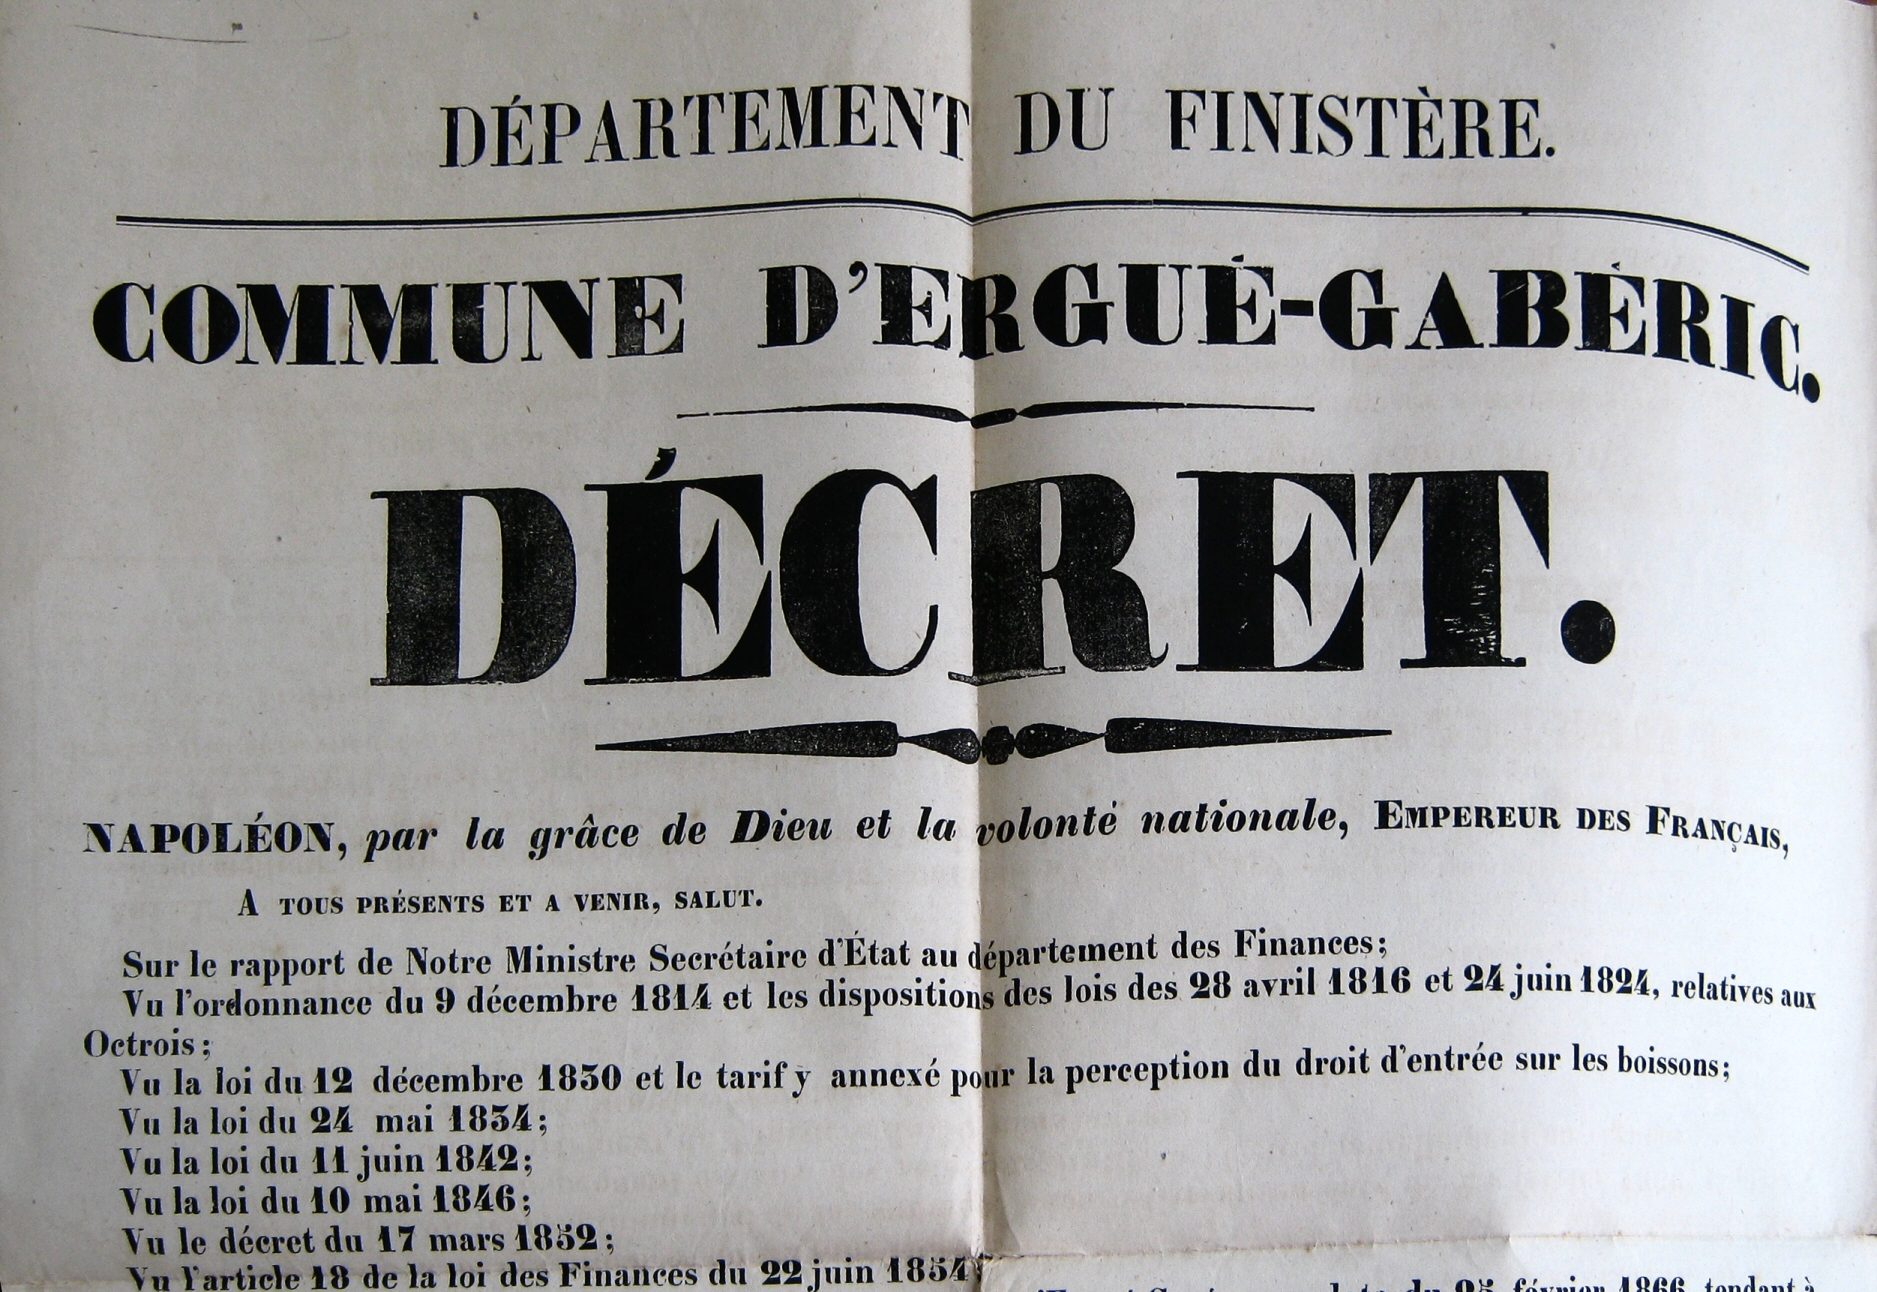 DÉPARTEMENT DU FINISTÈRE.
COMMUNE D'ERGUÉ-GABÉRIC.
DÉCRET.
NAPOLÉON, par la grâce de Dieu et la volonté nationale, EMPEREUR DES FRANÇAIS,
A TOUS PRÉSENTS ET A VENIR, SALUT.
Sur le rapport de Notre Ministre Secrétaire d'État au département des Finances;
Vu l'ordonnance du 9 décembre 1814 et les dispositions des lois des 28 avril 1816 et 24 juin 1824, relatives aux
Octrois;
Vu la loi du 12 décembre 1830 et le tarif y annexé pour la perception du droit d'entrée sur les boissons;
Vu la loi du 24 mai 1834;
Vu la loi du 11 juin 1842;
Vu la loi du 10 mai 1846;
Vu le décret du 17 mars 1852;
Vu l'article 18 de la loi des Finances du 22 juin 1854
du 25 février 1866, tendant à